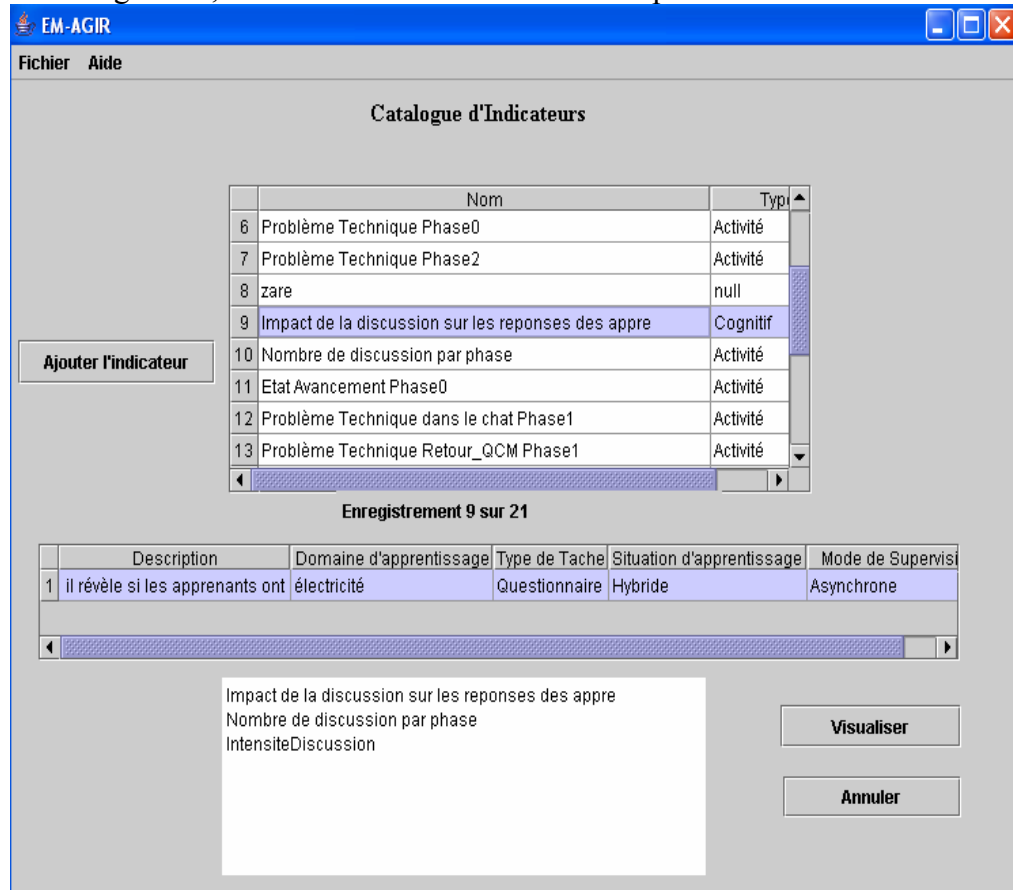 EM-AGIR
Fichier Aide
Catalogue d'Indicateurs
Nom Type
6 Problème Technique Phase0 Activité
7 Problème Technique Phase2 Activité
8 zare null
9 Impact de la discussion sur les reponses des appre Cognitif
Ajouter l'indicateur
10 Nombre de discussion par phase Activité
11 Etat Avancement Phase0 Activité
12 Problème Technique dans le chat Phase1 Activité
13 Problème Technique Retour_QCM Phase1 Activité
Enregistrement 9 sur 21
Description Domaine d'apprentissage Type de Tache Situation d'apprentissage Mode de Supervisi
1 il révèle si les apprenants ont électricité Questionnaire Hybride Asynchrone
Impact de la discussion sur les reponses des appre
Nombre de discussion par phase
IntensiteDiscussion
Visualiser
Annuler